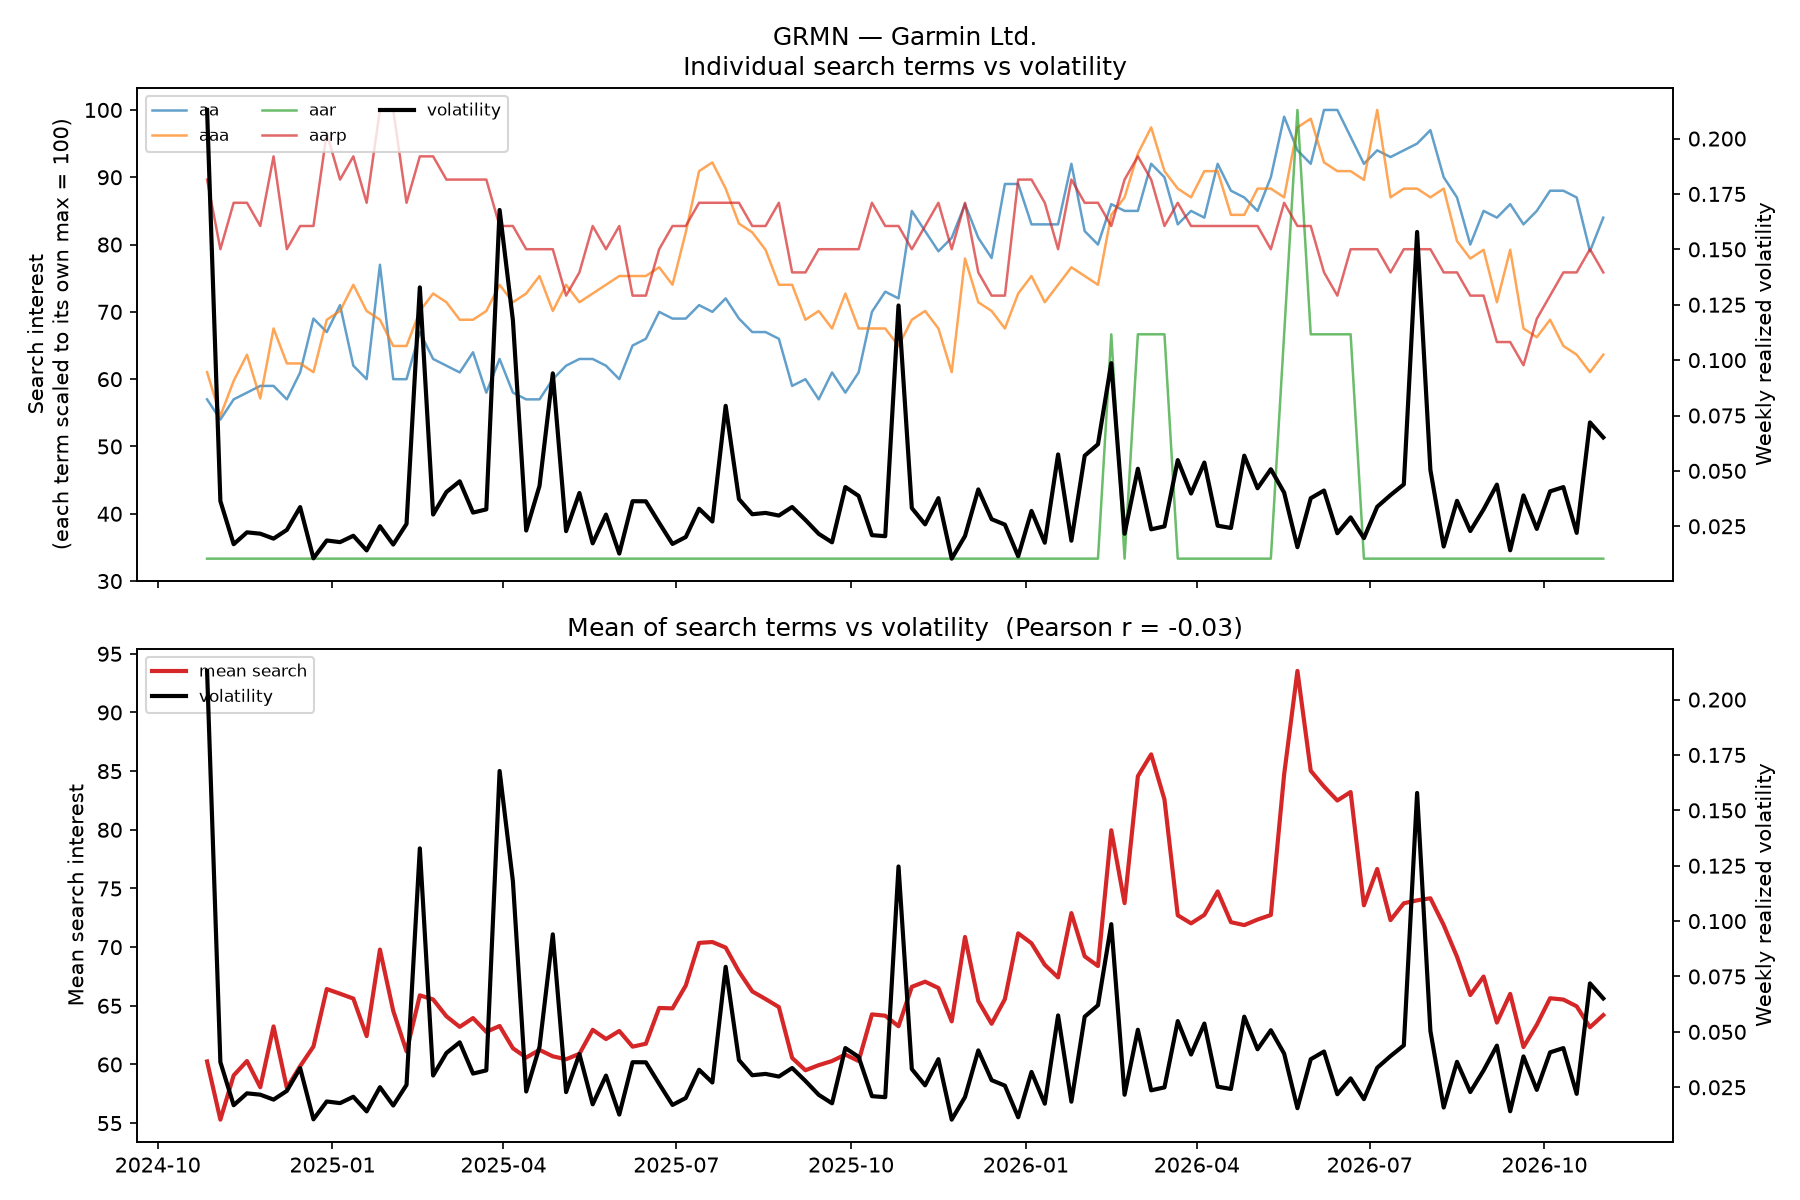 GRMN — Garmin Ltd.
Individual search terms vs volatility
aa
aaa
aar
aarp
volatility
Search interest
(each term scaled to its own max = 100)
100
90
80
70
60
50
40
30
0.200
0.175
0.150
0.125
0.100
0.075
0.050
0.025
Weekly realized volatility
Mean of search terms vs volatility (Pearson r = -0.03)
mean search
volatility
Mean search interest
95
90
85
80
75
70
65
60
55
0.200
0.175
0.150
0.125
0.100
0.075
0.050
0.025
Weekly realized volatility
2024-10 2025-01 2025-04 2025-07 2025-10 2026-01 2026-04 2026-07 2026-10